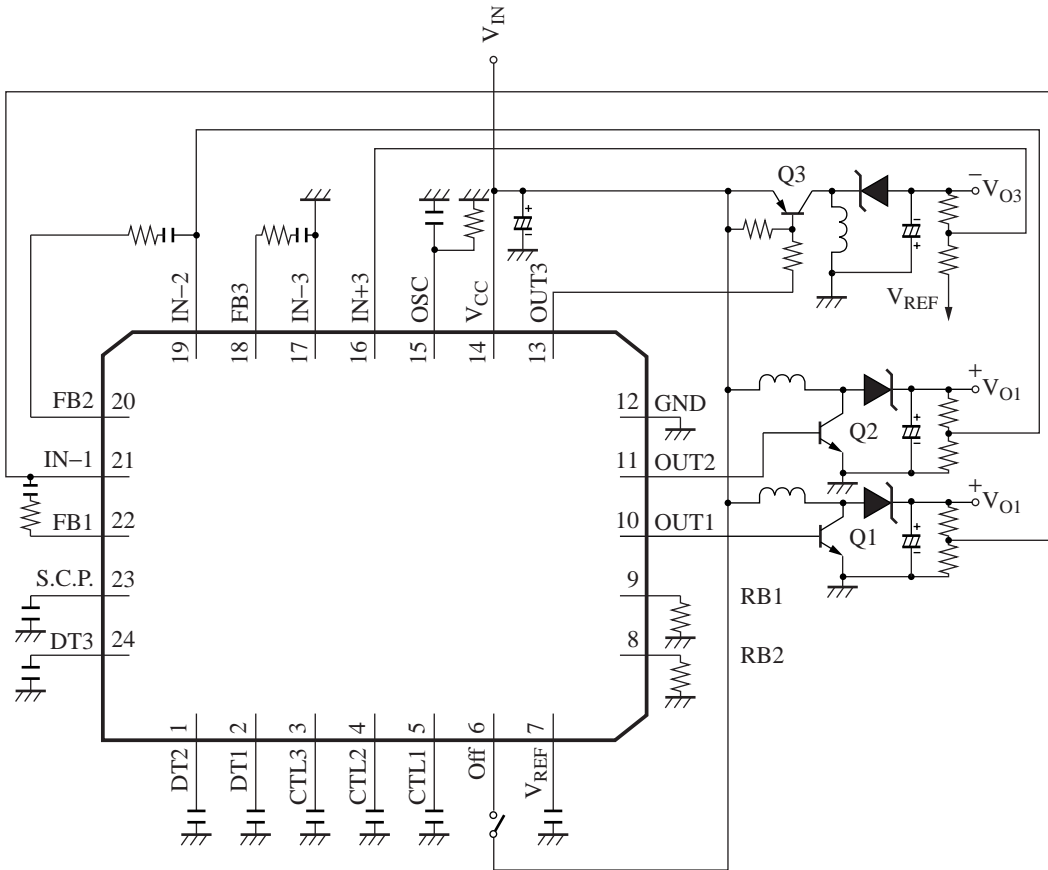 VIN
Q3
−VO3
VREF
IN−2
FB3
IN−3
IN+3
OSC
VCC
OUT3
19
18
17
16
15
14
13
FB2 20
IN−1 21
FB1 22
S.C.P. 23
DT3 24
12 GND
11 OUT2
10 OUT1
9 RB1
8 RB2
+
VO1
Q2
+
VO1
Q1
1
2
3
4
5
6
7
DT2
DT1
CTL3
CTL2
CTL1
Off
VREF